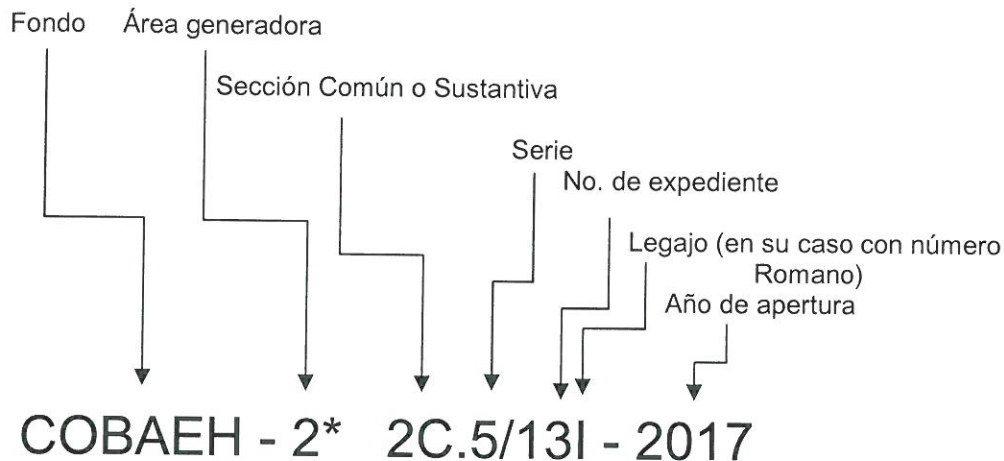 Fondo Área generadora
Sección Común o Sustantiva
Serie
No. de expediente
Legajo (en su caso con número
Romano)
Año de apertura
COBAEH - 2* 2C.5/13I - 2017